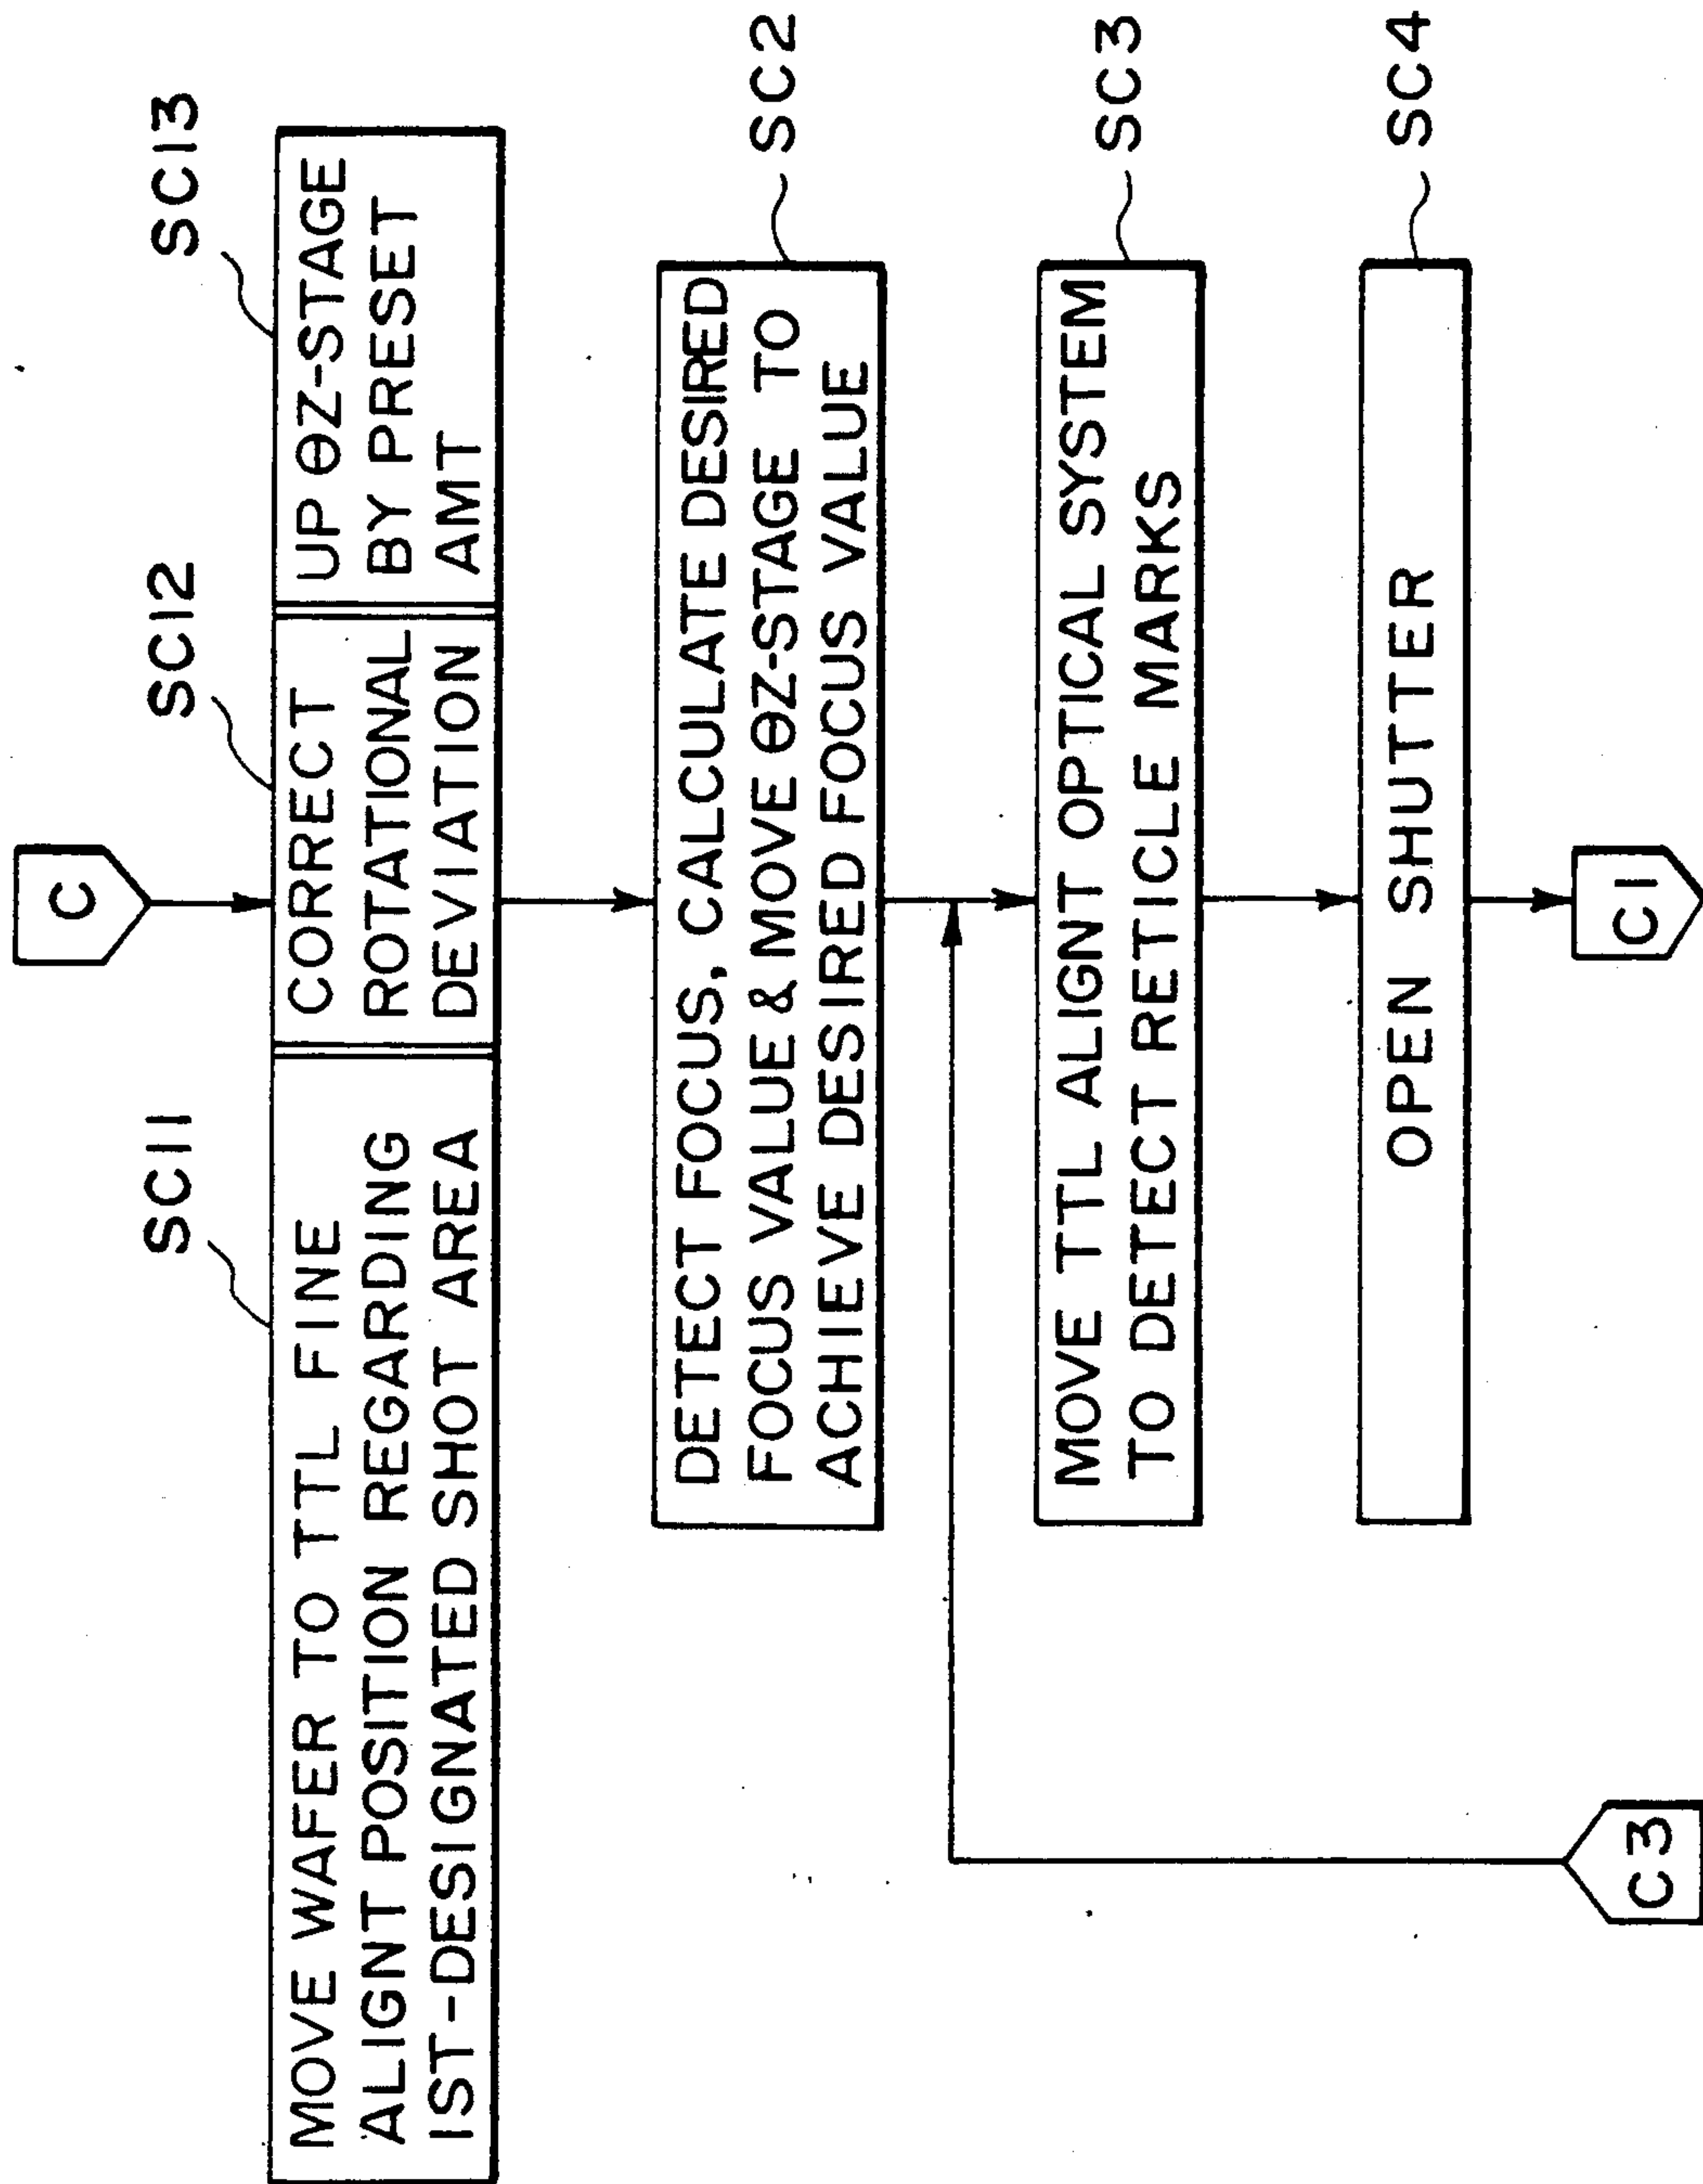 C
SC11
SC12
SC13
MOVE WAFER TO TTL FINE
ALIGNT POSITION REGARDING
IST-DESIGNATED SHOT AREA
CORRECT
ROTATIONAL
DEVIATION
UP θZ-STAGE
BY PRESET
AMT
SC2
DETECT FOCUS, CALCULATE DESIRED
FOCUS VALUE & MOVE θZ-STAGE TO
ACHIEVE DESIRED FOCUS VALUE
SC3
MOVE TTL ALIGNT OPTICAL SYSTEM
TO DETECT RETICLE MARKS
SC4
OPEN SHUTTER
C3
C1